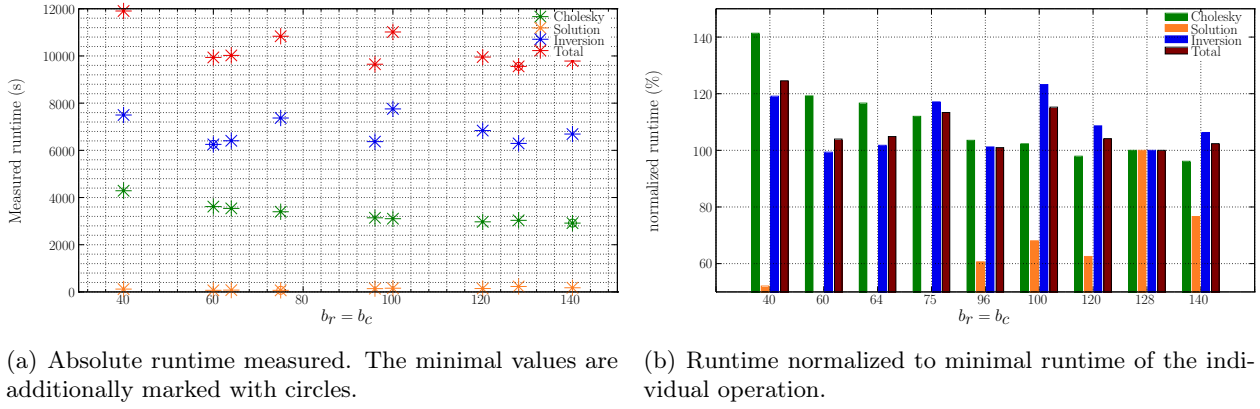 12000
10000
8000
6000
4000
2000
0
Measured runtime (s)
40 60 80 100 120 140
b_r = b_c
Cholesky
Solution
Inversion
Total
140
120
100
80
60
normalized runtime (%)
40 60 64 75 96 100 120 128 140
b_r = b_c
Cholesky
Solution
Inversion
Total
(a) Absolute runtime measured. The minimal values are
additionally marked with circles.
(b) Runtime normalized to minimal runtime of the indi-
vidual operation.